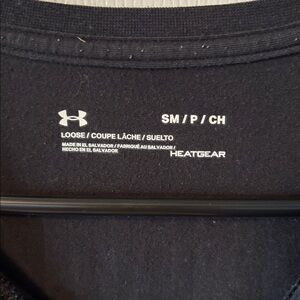 SM / P / CH
LOOSE / COUPE LÂCHE / SUELTO
MADE IN EL SALVADOR / FABRIQUÉ AU SALVADOR /
HECHO EN EL SALVADOR
HEATGEAR